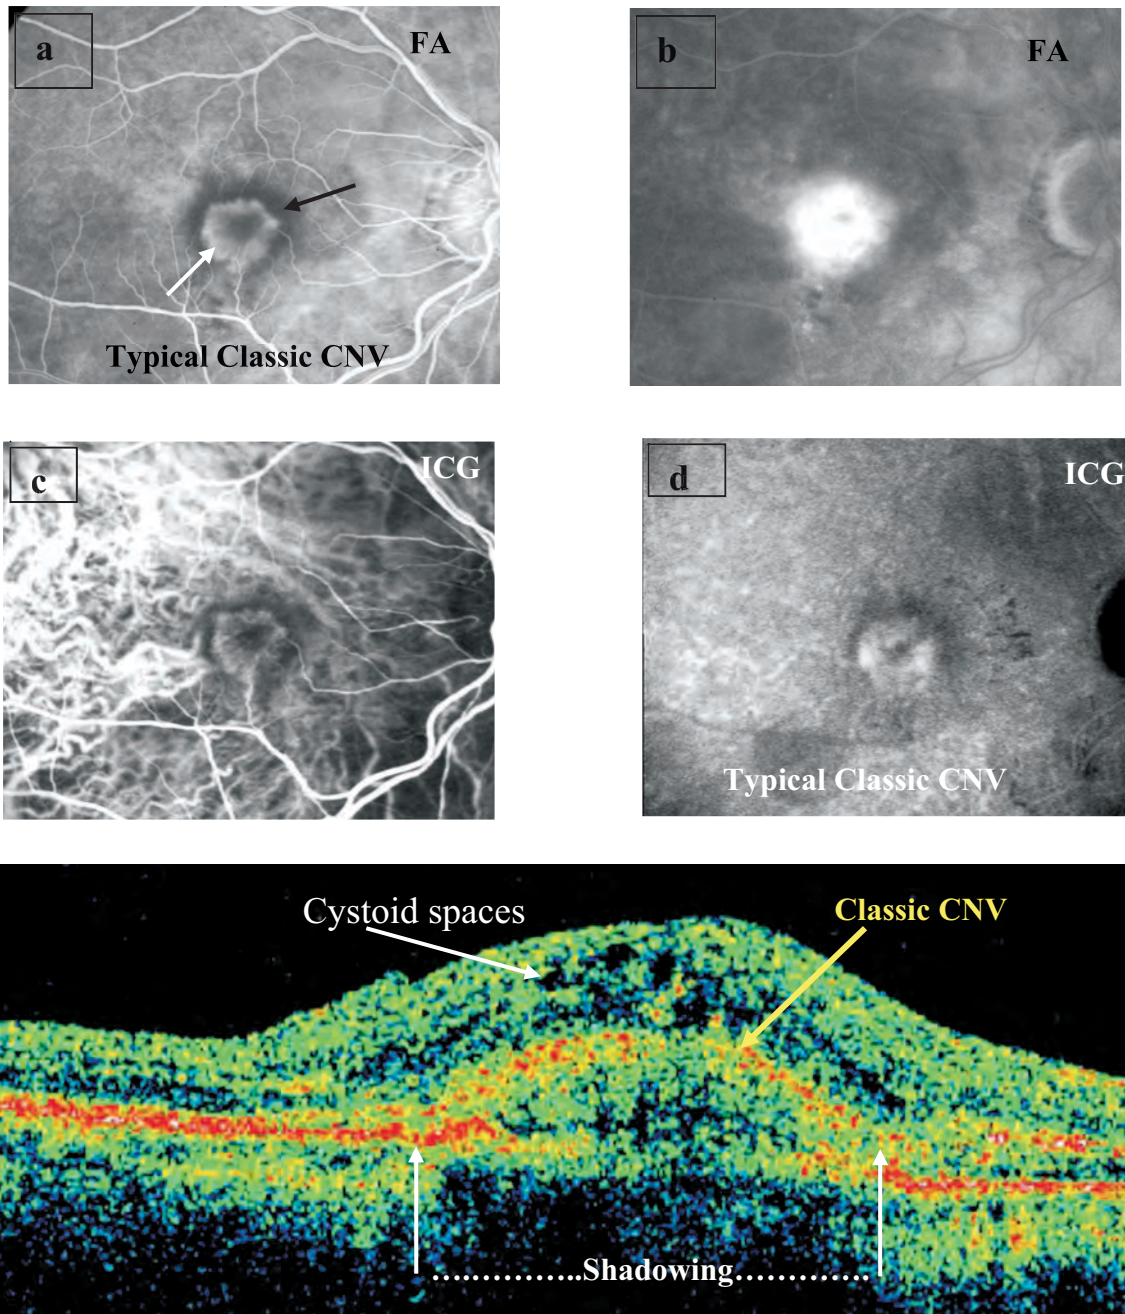 a
FA
Typical Classic CNV
b
FA
c
ICG
d
ICG
Typical Classic CNV
Cystoid spaces
Classic CNV
…………….Shadowing………….